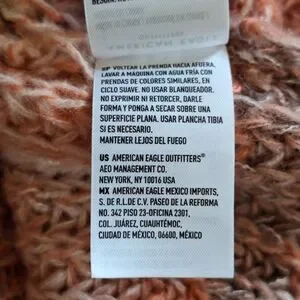 AMERICAN EAGLE
SP VOLTEAR LA PRENDA HACIA AFUERA,
LAVAR A MAQUINA CON AGUA FRÍA CON
PRENDAS DE COLORES SIMILARES, EN
CICLO SUAVE. NO USAR BLANQUEADOR.
NO EXPRIMIR NI RETORCER, DARLE
FORMA Y PONGA A SECAR SOBRE UNA
SUPERFICIE PLANA. USAR PLANCHA TIBIA
SI ES NECESARIO.
MANTENER LEJOS DEL FUEGO
US AMERICAN EAGLE OUTFITTERS®
AEO MANAGEMENT CO.
NEW YORK, NY 10016 USA
MX AMERICAN EAGLE MEXICO IMPORTS,
S. DE R.L.DE C.V. PASEO DE LA REFORMA
NO. 342 PISO 23-OFICINA 2301,
COL. JUÁREZ, CUAUHTÉMOC,
CIUDAD DE MÉXICO, 06600, MÉXICO